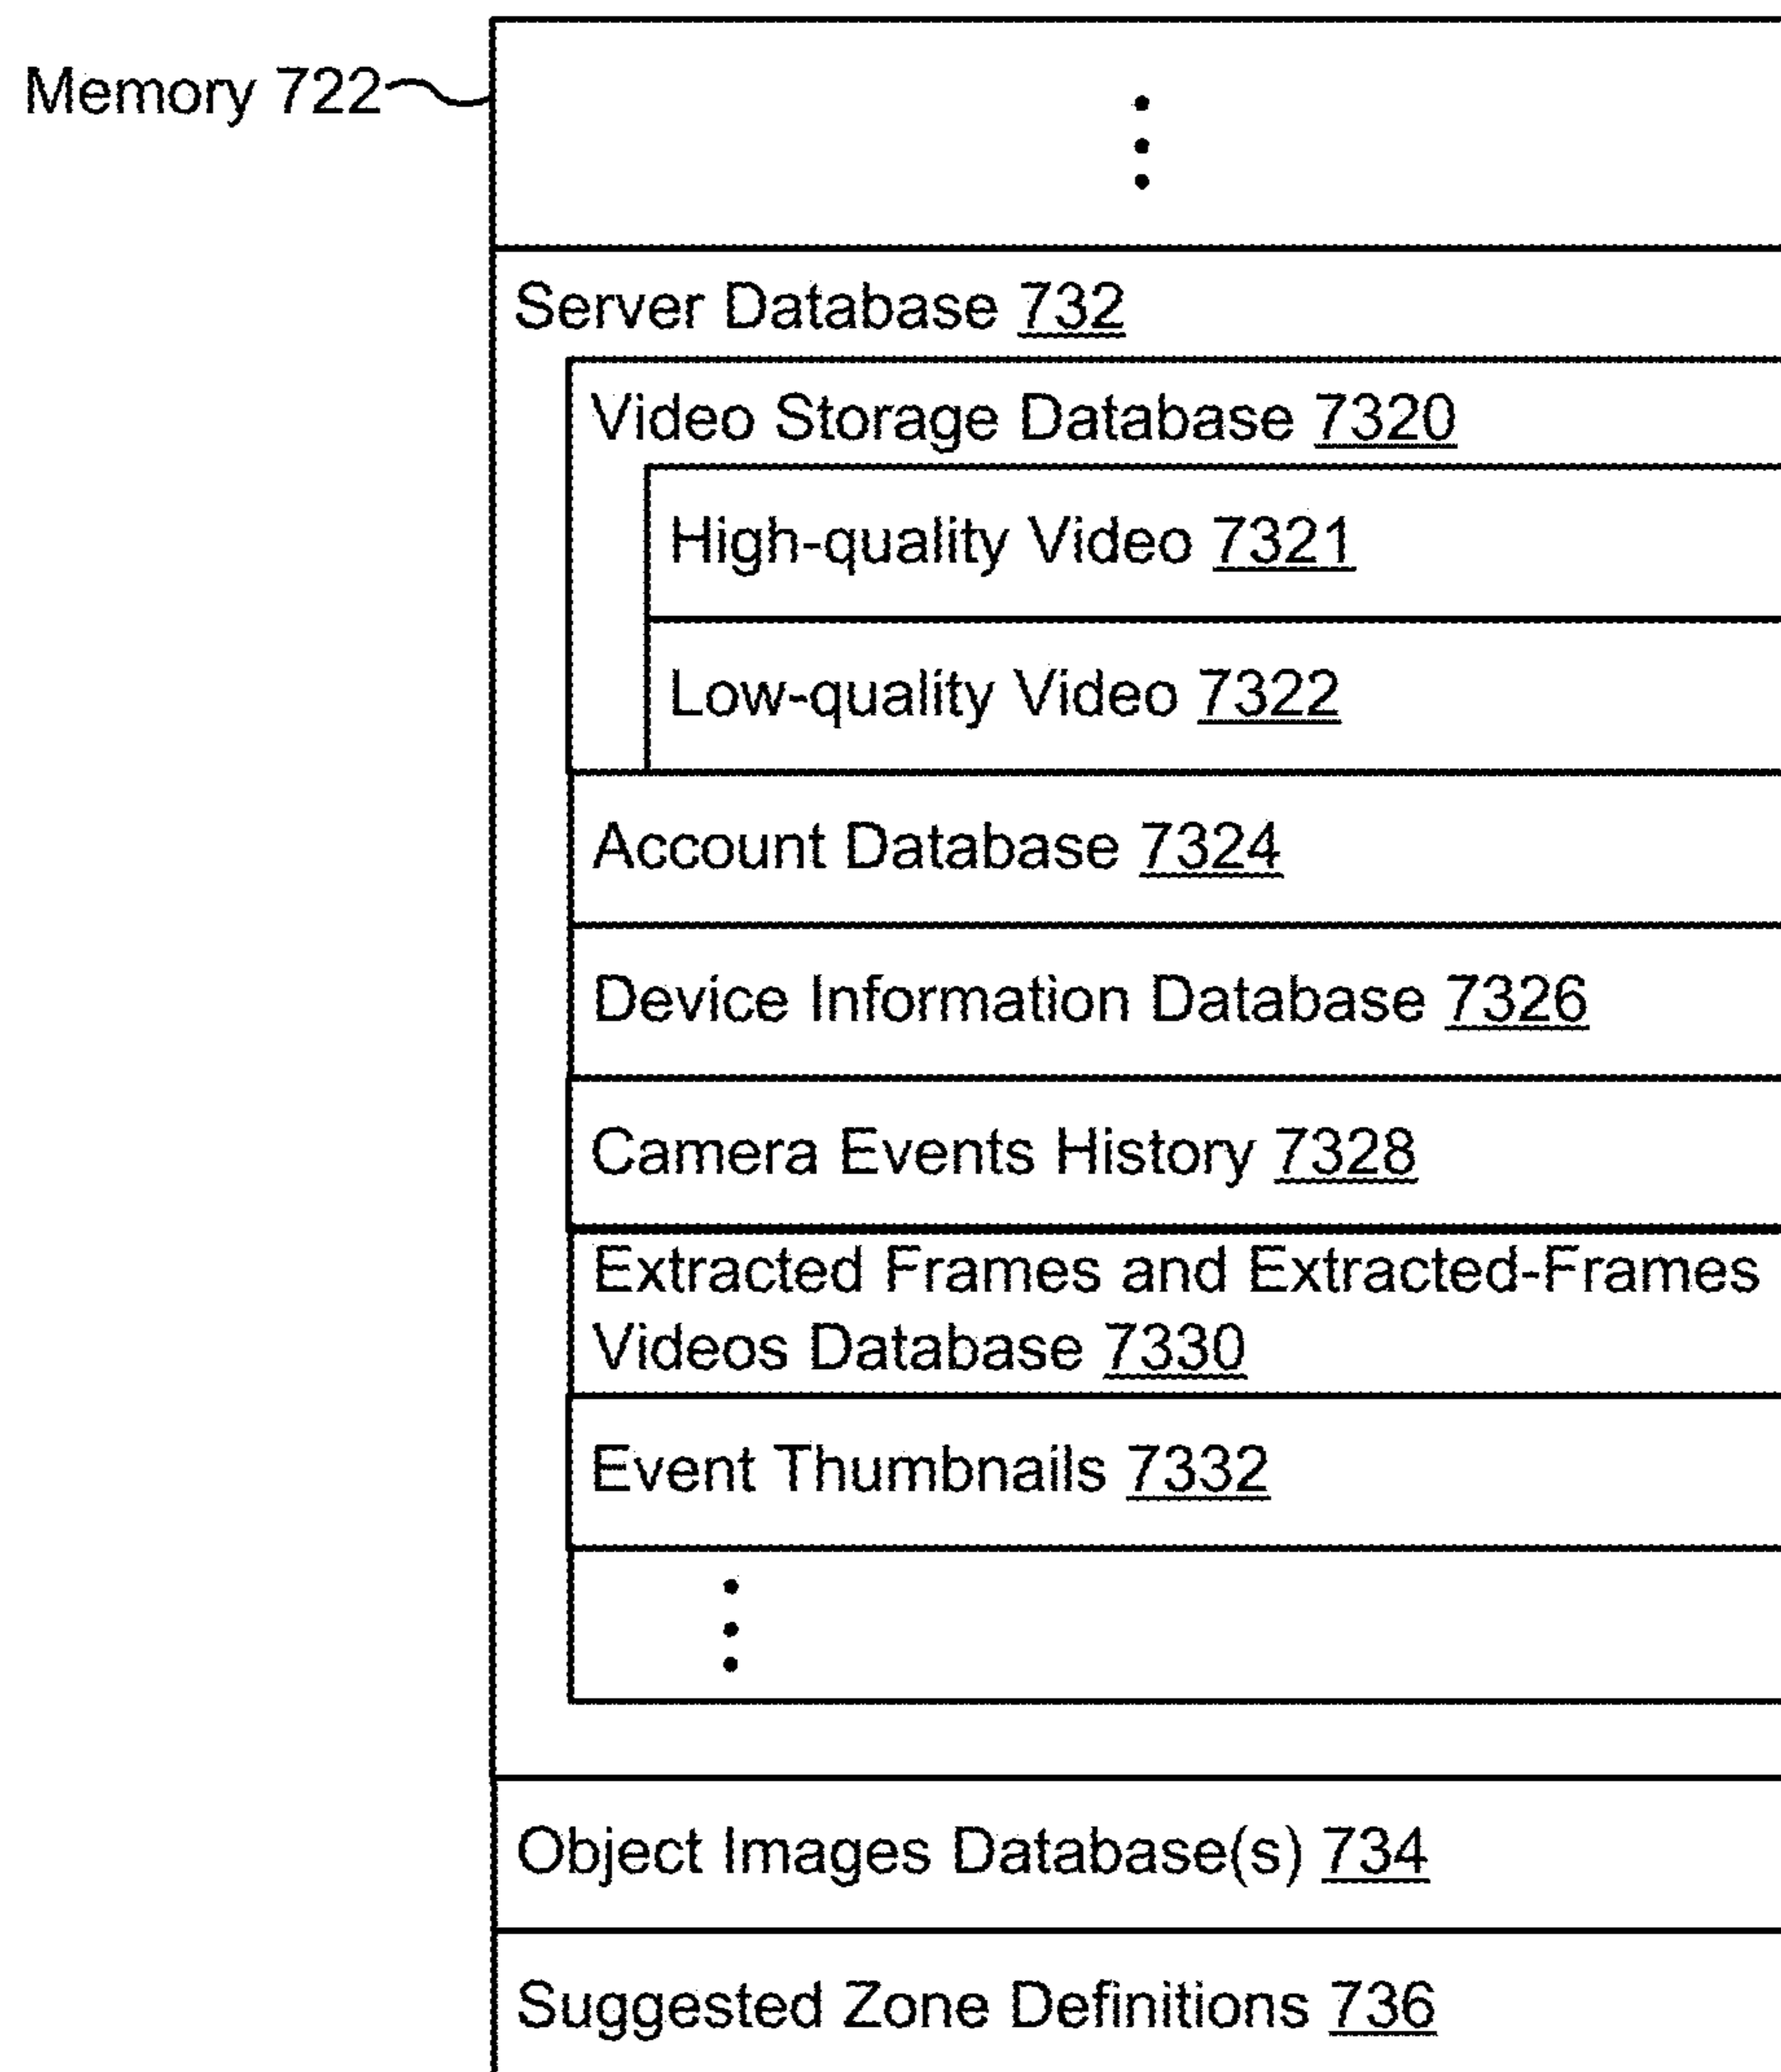 Memory 722
Server Database 732
Video Storage Database 7320
High-quality Video 7321
Low-quality Video 7322
Account Database 7324
Device Information Database 7326
Camera Events History 7328
Extracted Frames and Extracted-Frames
Videos Database 7330
Event Thumbnails 7332
Object Images Database(s) 734
Suggested Zone Definitions 736